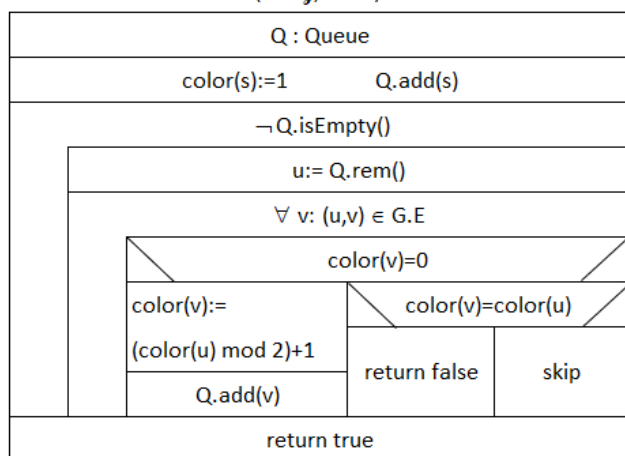 Q : Queue
color(s):=1 Q.add(s)
¬ Q.isEmpty()
u:= Q.rem()
∀ v: (u,v) ∈ G.E
color(v)=0
color(v):= color(v)=color(u)
(color(u) mod 2)+1
return false skip
Q.add(v)
return true